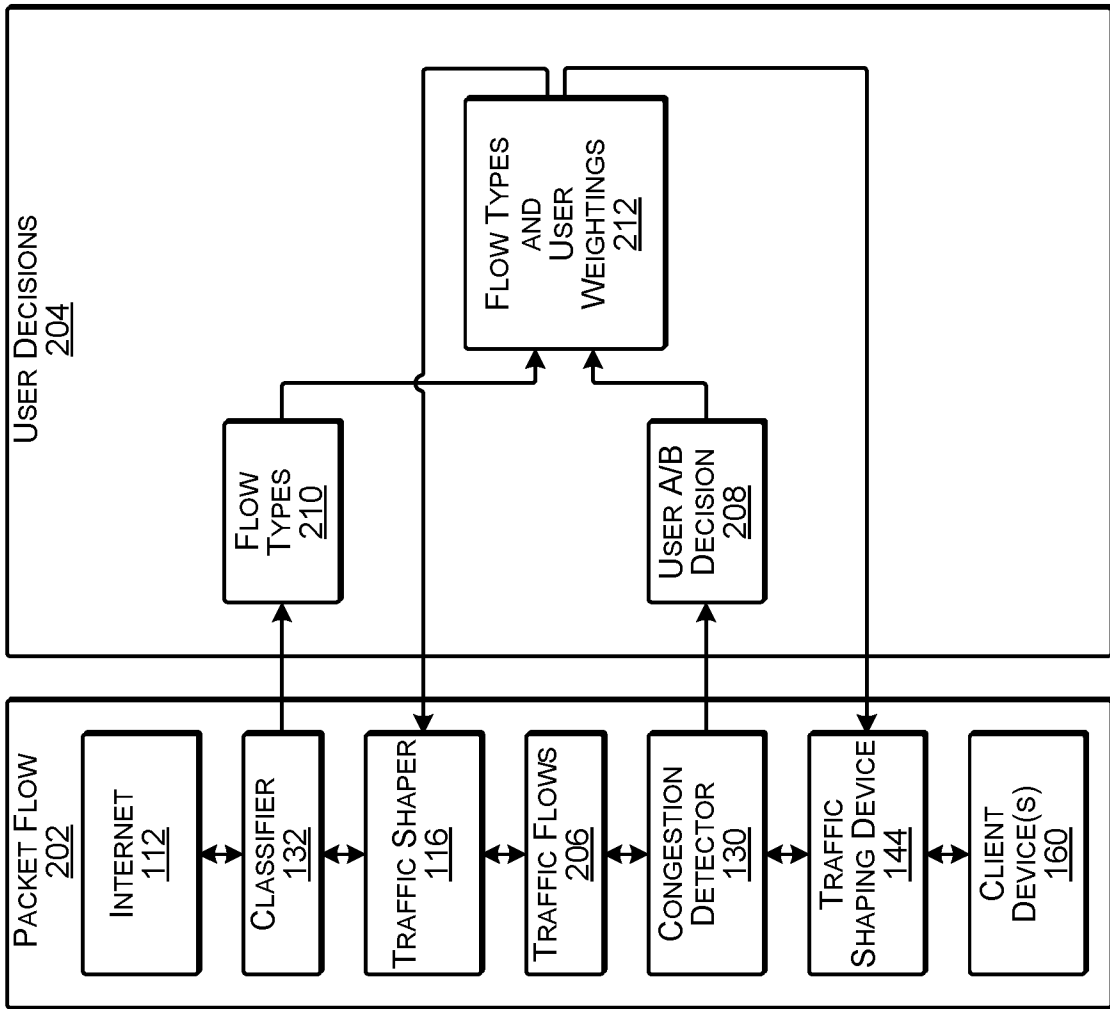 PACKET FLOW
202
INTERNET
112
CLASSIFIER
132
TRAFFIC SHAPER
116
TRAFFIC FLOWS
206
CONGESTION
DETECTOR
130
TRAFFIC
SHAPING DEVICE
144
CLIENT
DEVICE(S)
160
USER DECISIONS
204
FLOW
TYPES
210
USER A/B
DECISION
208
FLOW TYPES
AND
USER
WEIGHTINGS
212